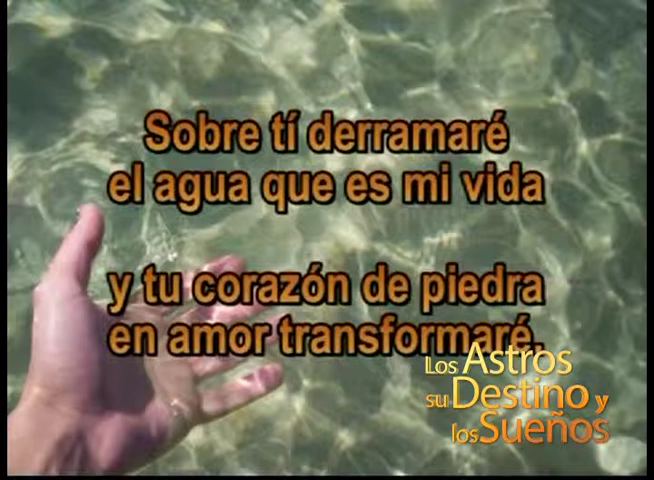 Sobre tí derramaré
el agua que es mi vida
y tu corazón de piedra
en amor transformaré.
Los Astros
su Destino y
los Sueños